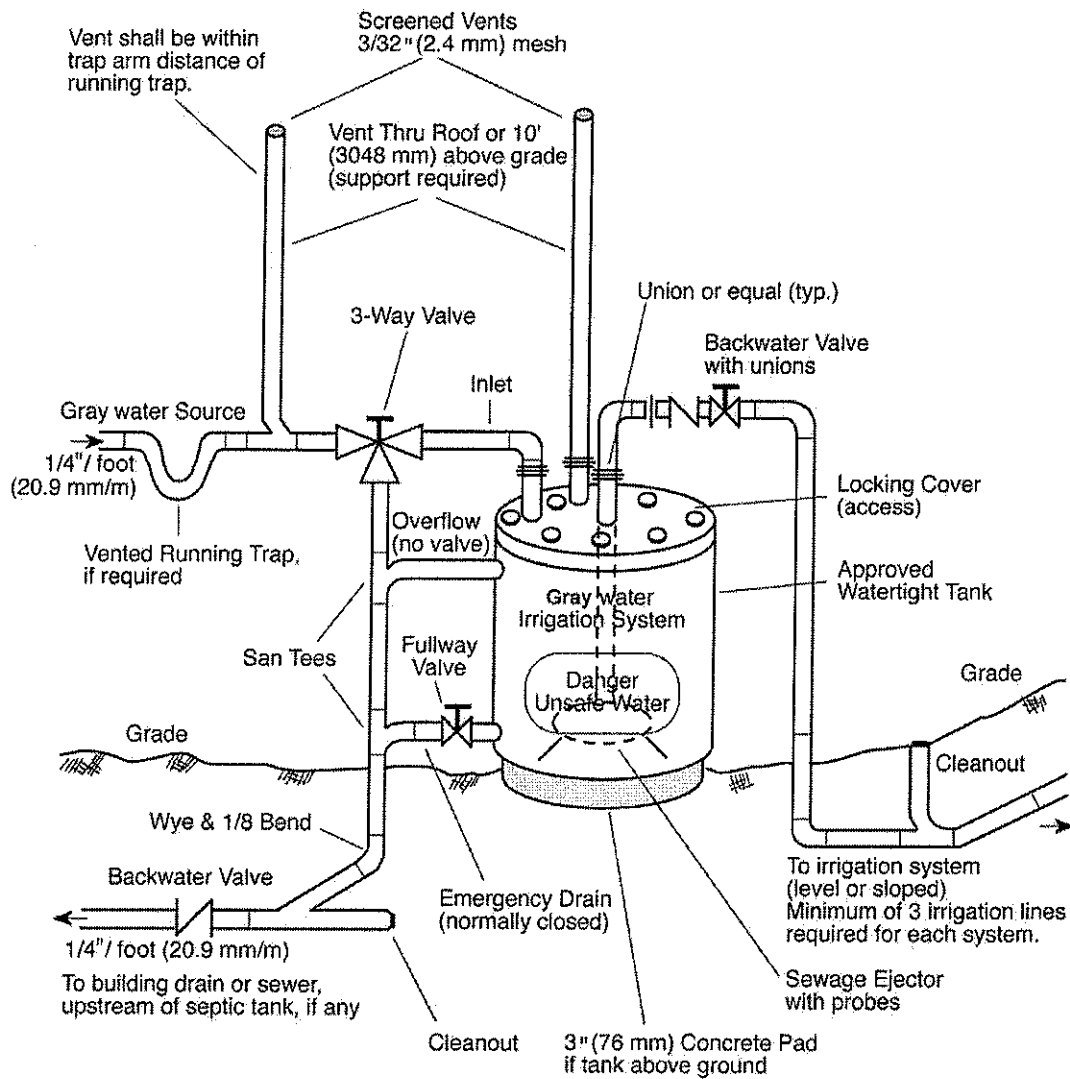 Screened Vents
3/32" (2.4 mm) mesh
Vent shall be within
trap arm distance of
running trap.
Vent Thru Roof or 10'
(3048 mm) above grade
(support required)
Union or equal (typ.)
3-Way Valve
Backwater Valve
with unions
Inlet
Gray water Source
1/4"/ foot
(20.9 mm/m)
Locking Cover
(access)
Overflow
(no valve)
Vented Running Trap,
if required
Approved
Watertight Tank
Gray water
Irrigation System
San Tees
Fullway
Valve
Danger
Unsafe Water
Grade
Grade
Cleanout
Wye & 1/8 Bend
Backwater Valve
Emergency Drain
(normally closed)
To irrigation system
(level or sloped)
Minimum of 3 irrigation lines
required for each system.
1/4"/ foot (20.9 mm/m)
To building drain or sewer,
upstream of septic tank, if any
Sewage Ejector
with probes
Cleanout
3" (76 mm) Concrete Pad
if tank above ground